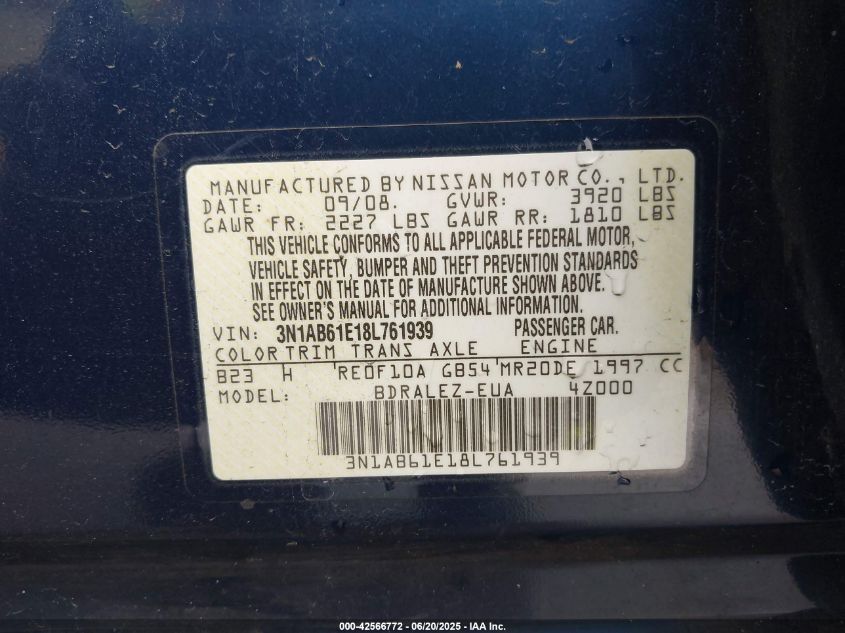 MANUFACTURED BY NISSAN MOTOR CO., LTD.
DATE: 09/08. GVWR: 3920 LBS
GAWR FR: 2227 LBS GAWR RR: 1810 LBS
THIS VEHICLE CONFORMS TO ALL APPLICABLE FEDERAL MOTOR,
VEHICLE SAFETY, BUMPER AND THEFT PREVENTION STANDARDS
IN EFFECT ON THE DATE OF MANUFACTURE SHOWN ABOVE.
SEE OWNER'S MANUAL FOR ADDITIONAL INFORMATION.
VIN: 3N1AB61E18L761939 PASSENGER CAR.
COLOR TRIM TRANS AXLE ENGINE
B23 H RE0F10A GB54 MR20DE 1997 CC
MODEL: BDRALEZ-EUA 4Z000
3N1AB61E18L761939
000-42566772 - 06/20/2025 - IAA Inc.